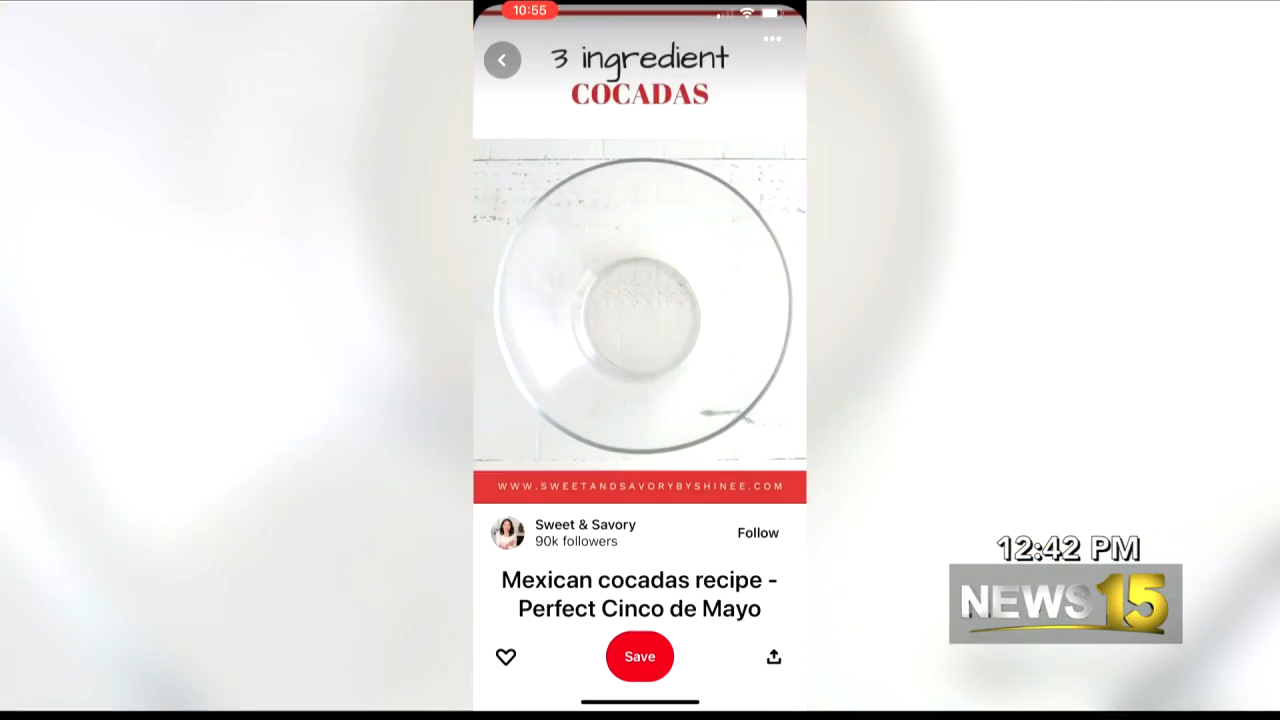 10:55
3 ingredient
COCADAS
WWW.SWEETANDSAVORYBYSHINEE.COM
Sweet & Savory
90k followers
Follow
Mexican cocadas recipe -
Perfect Cinco de Mayo
Save
12:42 PM
NEWS 15